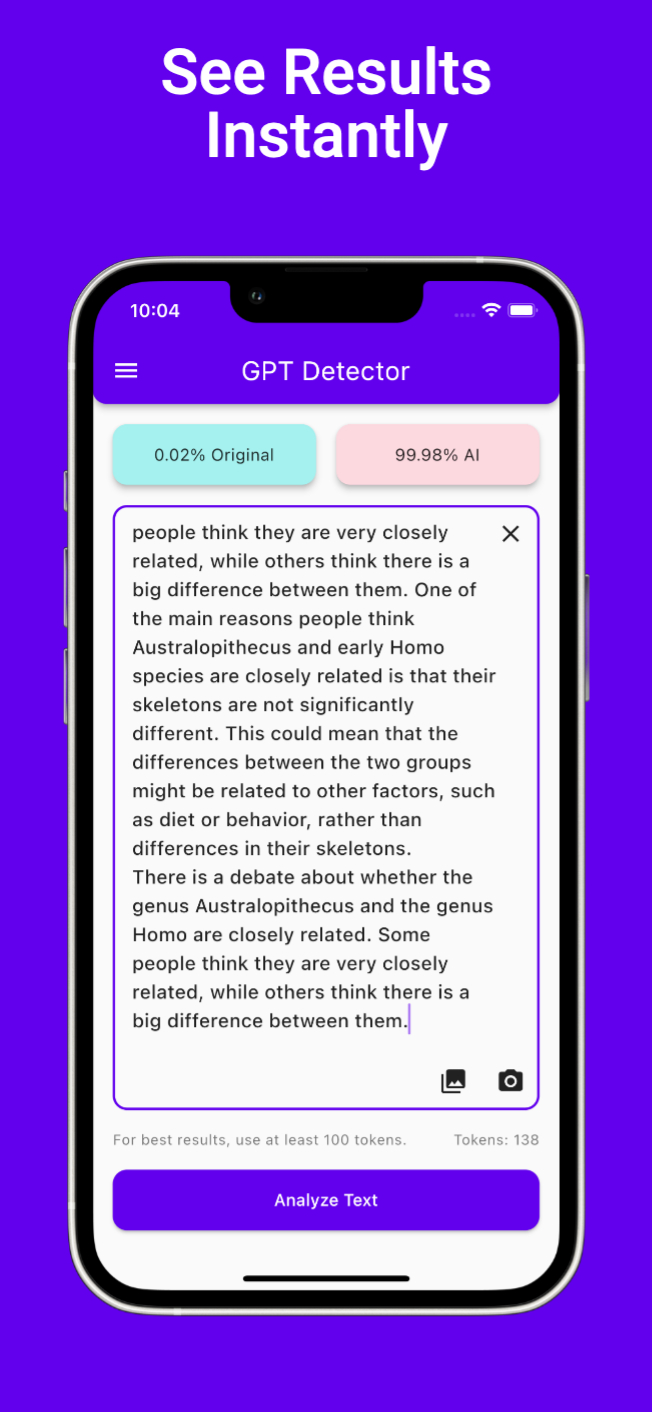 See Results
Instantly
10:04
GPT Detector
0.02% Original
99.98% AI
people think they are very closely
related, while others think there is a
big difference between them. One of
the main reasons people think
Australopithecus and early Homo
species are closely related is that their
skeletons are not significantly
different. This could mean that the
differences between the two groups
might be related to other factors, such
as diet or behavior, rather than
differences in their skeletons.
There is a debate about whether the
genus Australopithecus and the genus
Homo are closely related. Some
people think they are very closely
related, while others think there is a
big difference between them.
For best results, use at least 100 tokens.
Tokens: 138
Analyze Text